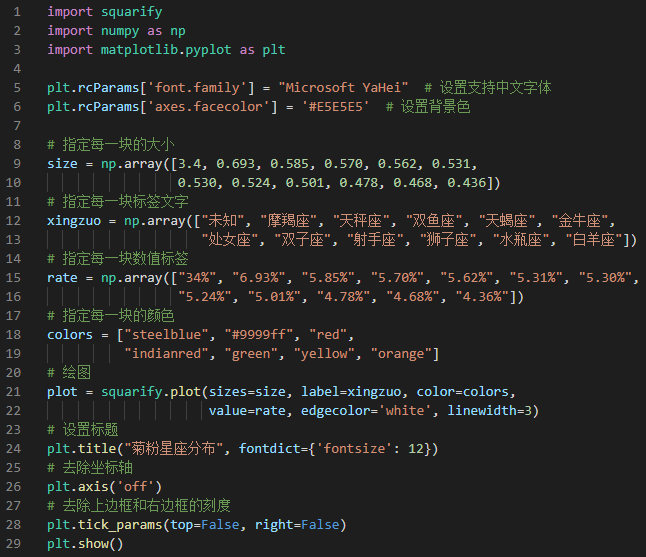 1 import squarify
2 import numpy as np
3 import matplotlib.pyplot as plt
4
5 plt.rcParams['font.family'] = "Microsoft YaHei"  # 设置支持中文字体
6 plt.rcParams['axes.facecolor'] = '#E5E5E5'  # 设置背景色
7
8 # 指定每一块的大小
9 size = np.array([3.4, 0.693, 0.585, 0.570, 0.562, 0.531,
10                  0.530, 0.524, 0.501, 0.478, 0.468, 0.436])
11 # 指定每一块标签文字
12 xingzuo = np.array(["未知", "摩羯座", "天秤座", "双鱼座", "天蝎座", "金牛座",
13                     "处女座", "双子座", "射手座", "狮子座", "水瓶座", "白羊座"])
14 # 指定每一块数值标签
15 rate = np.array(["34%", "6.93%", "5.85%", "5.70%", "5.62%", "5.31%", "5.30%",
16                  "5.24%", "5.01%", "4.78%", "4.68%", "4.36%"])
17 # 指定每一块的颜色
18 colors = ["steelblue", "#9999ff", "red",
19           "indianred", "green", "yellow", "orange"]
20 # 绘图
21 plot = squarify.plot(sizes=size, label=xingzuo, color=colors,
22                      value=rate, edgecolor='white', linewidth=3)
23 # 设置标题
24 plt.title("菊粉星座分布", fontdict={'fontsize': 12})
25 # 去除坐标轴
26 plt.axis('off')
27 # 去除上边框和右边框的刻度
28 plt.tick_params(top=False, right=False)
29 plt.show()